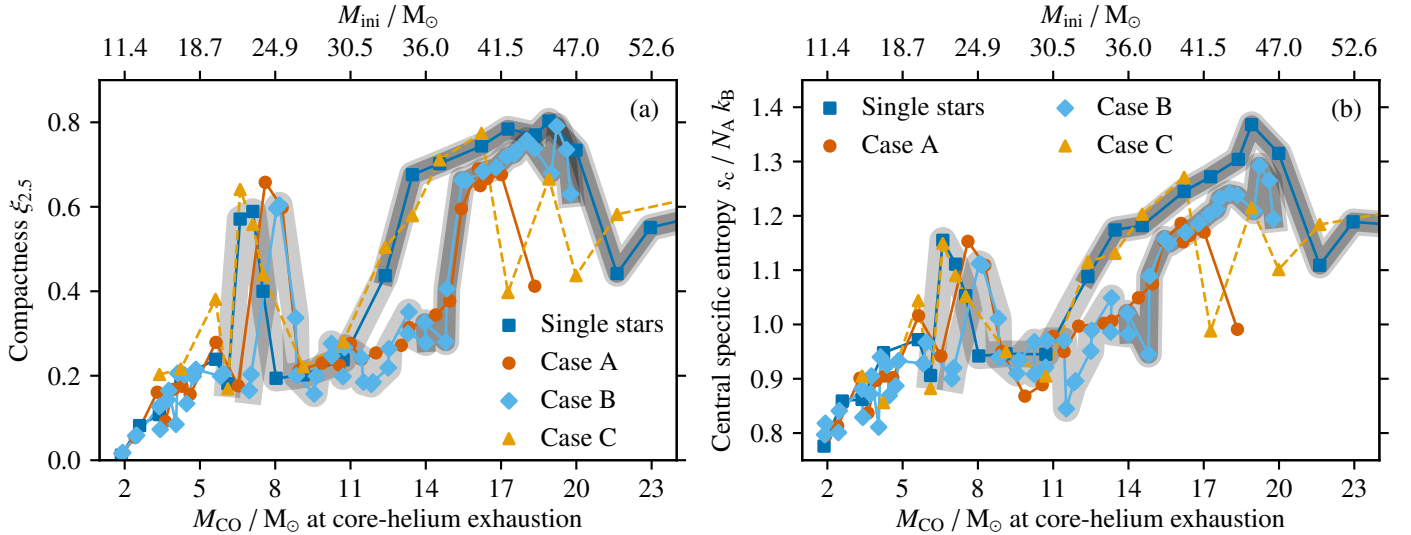 M_ini / M_⊙
11.4 18.7 24.9 30.5 36.0 41.5 47.0 52.6
(a)
Compactness ξ_2.5
0.8
0.6
0.4
0.2
0.0
Single stars
Case A
Case B
Case C
2 5 8 11 14 17 20 23
M_CO / M_⊙ at core-helium exhaustion
M_ini / M_⊙
11.4 18.7 24.9 30.5 36.0 41.5 47.0 52.6
(b)
Central specific entropy s_c / N_A k_B
1.4
1.3
1.2
1.1
1.0
0.9
0.8
Single stars
Case A
Case B
Case C
2 5 8 11 14 17 20 23
M_CO / M_⊙ at core-helium exhaustion